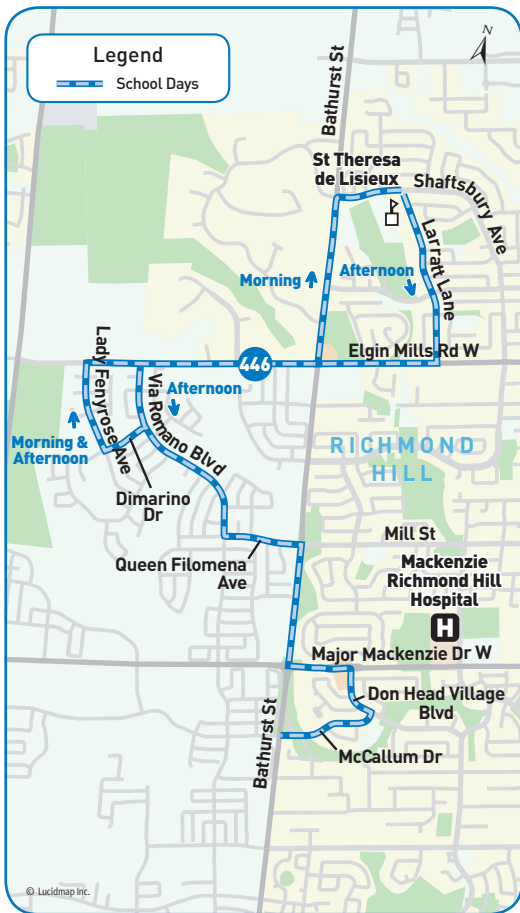 Legend
School Days
N
Bathurst St
St Theresa
de Lisieux
Shaftsbury Ave
Larratt Lane
Morning
Afternoon
Elgin Mills Rd W
446
Lady Fenyrose Ave
Via Romano Blvd
Afternoon
Morning &
Afternoon
Dimarino
Dr
RICHMOND
HILL
Queen Filomena
Ave
Mill St
Mackenzie
Richmond Hill
Hospital
H
Major Mackenzie Dr W
Don Head Village
Blvd
Bathurst St
McCallum Dr
© Lucidmap Inc.